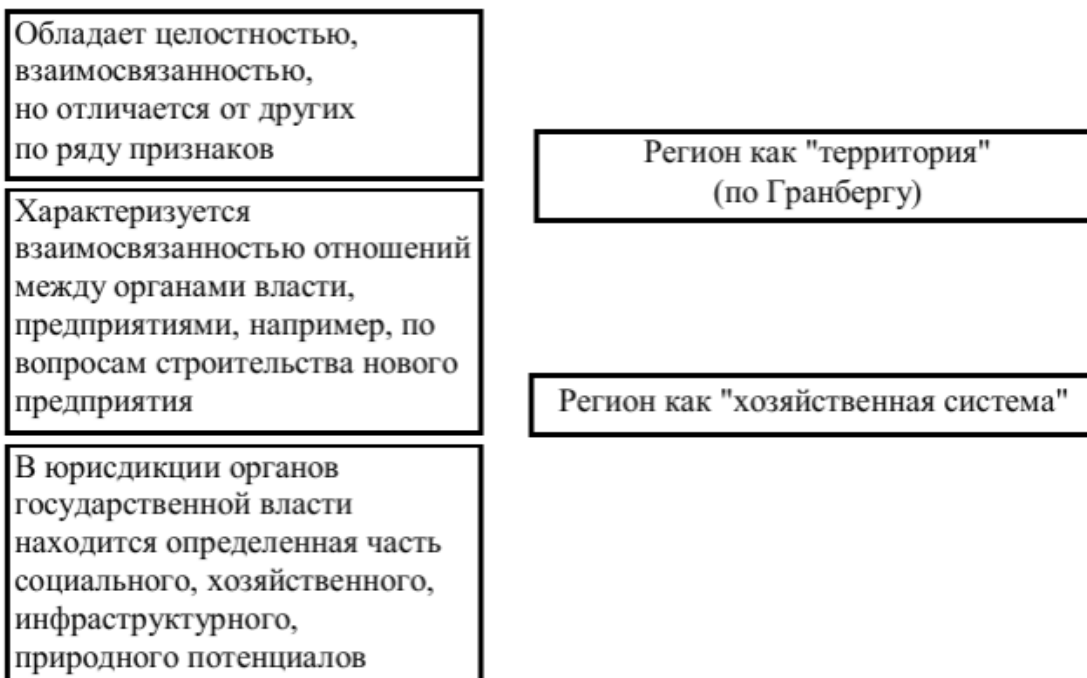 Обладает целостностью,
взаимосвязанностью,
но отличается от других
по ряду признаков
Характеризуется
взаимосвязанностью отношений
между органами власти,
предприятиями, например, по
вопросам строительства нового
предприятия
В юрисдикции органов
государственной власти
находится определенная часть
социального, хозяйственного,
инфраструктурного,
природного потенциалов
Регион как "территория"
(по Гранбергу)
Регион как "хозяйственная система"